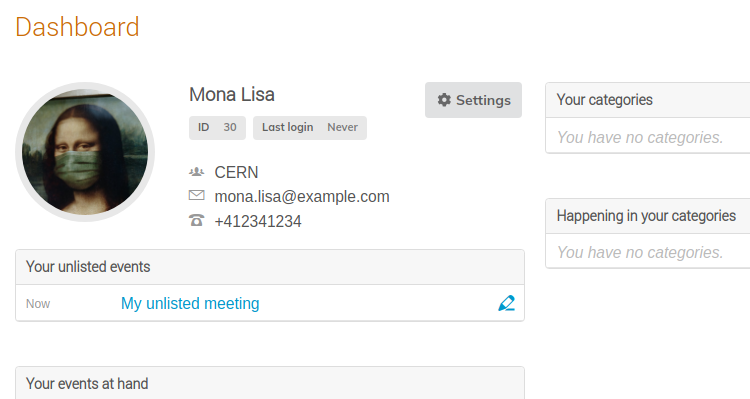 Dashboard
Mona Lisa
Settings
ID 30
Last login Never
CERN
mona.lisa@example.com
+412341234
Your unlisted events
Now My unlisted meeting
Your events at hand
Your categories
You have no categories.
Happening in your categories
You have no categories.